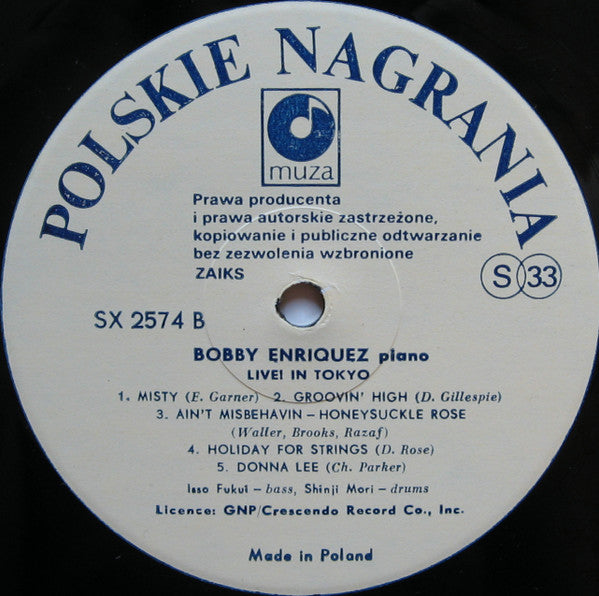 POLSKIE NAGRANIA
muza
Prawa producenta
i prawa autorskie zastrzeżone,
kopiowanie i publiczne odtwarzanie
bez zezwolenia wzbronione
ZAIKS
S 33
SX 2574 B
BOBBY ENRIQUEZ piano
LIVE! IN TOKYO
1. MISTY (E. Garner) 2. GROOVIN' HIGH (D. Gillespie)
3. AIN'T MISBEHAVIN – HONEYSUCKLE ROSE
(Waller, Brooks, Razaf)
4. HOLIDAY FOR STRINGS (D. Rose)
5. DONNA LEE (Ch. Parker)
Isso Fukui – bass, Shinji Mori – drums
Licence: GNP/Crescendo Record Co., Inc.
Made in Poland